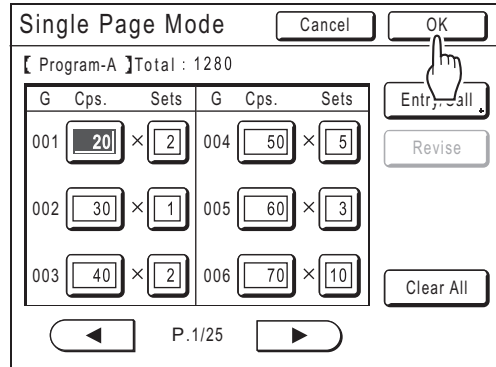 Single Page Mode Cancel OK
【 Program-A 】Total : 1280
G Cps. Sets G Cps. Sets
001 20 × 2 004 50 × 5
002 30 × 1 005 60 × 3
003 40 × 2 006 70 × 10
Entry/Call
Revise
Clear All
◀ P.1/25 ▶